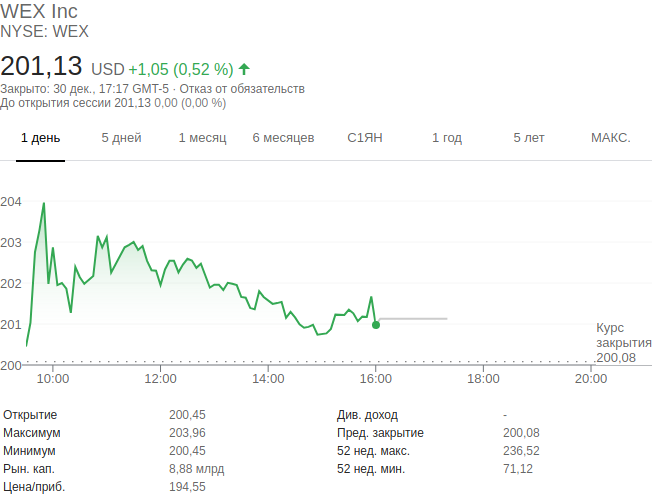 WEX Inc
NYSE: WEX
201,13 USD +1,05 (0,52 %)
Закрыто: 30 дек., 17:17 GMT-5 · Отказ от обязательств
До открытия сессии 201,13 0,00 (0,00 %)
1 день 5 дней 1 месяц 6 месяцев С1ЯН 1 год 5 лет МАКС.
204
203
202
201
200
Курс
закрытия
200,08
10:00 12:00 14:00 16:00 18:00 20:00
Открытие 200,45 Див. доход -
Максимум 203,96 Пред. закрытие 200,08
Минимум 200,45 52 нед. макс. 236,52
Рын. кап. 8,88 млрд 52 нед. мин. 71,12
Цена/приб. 194,55